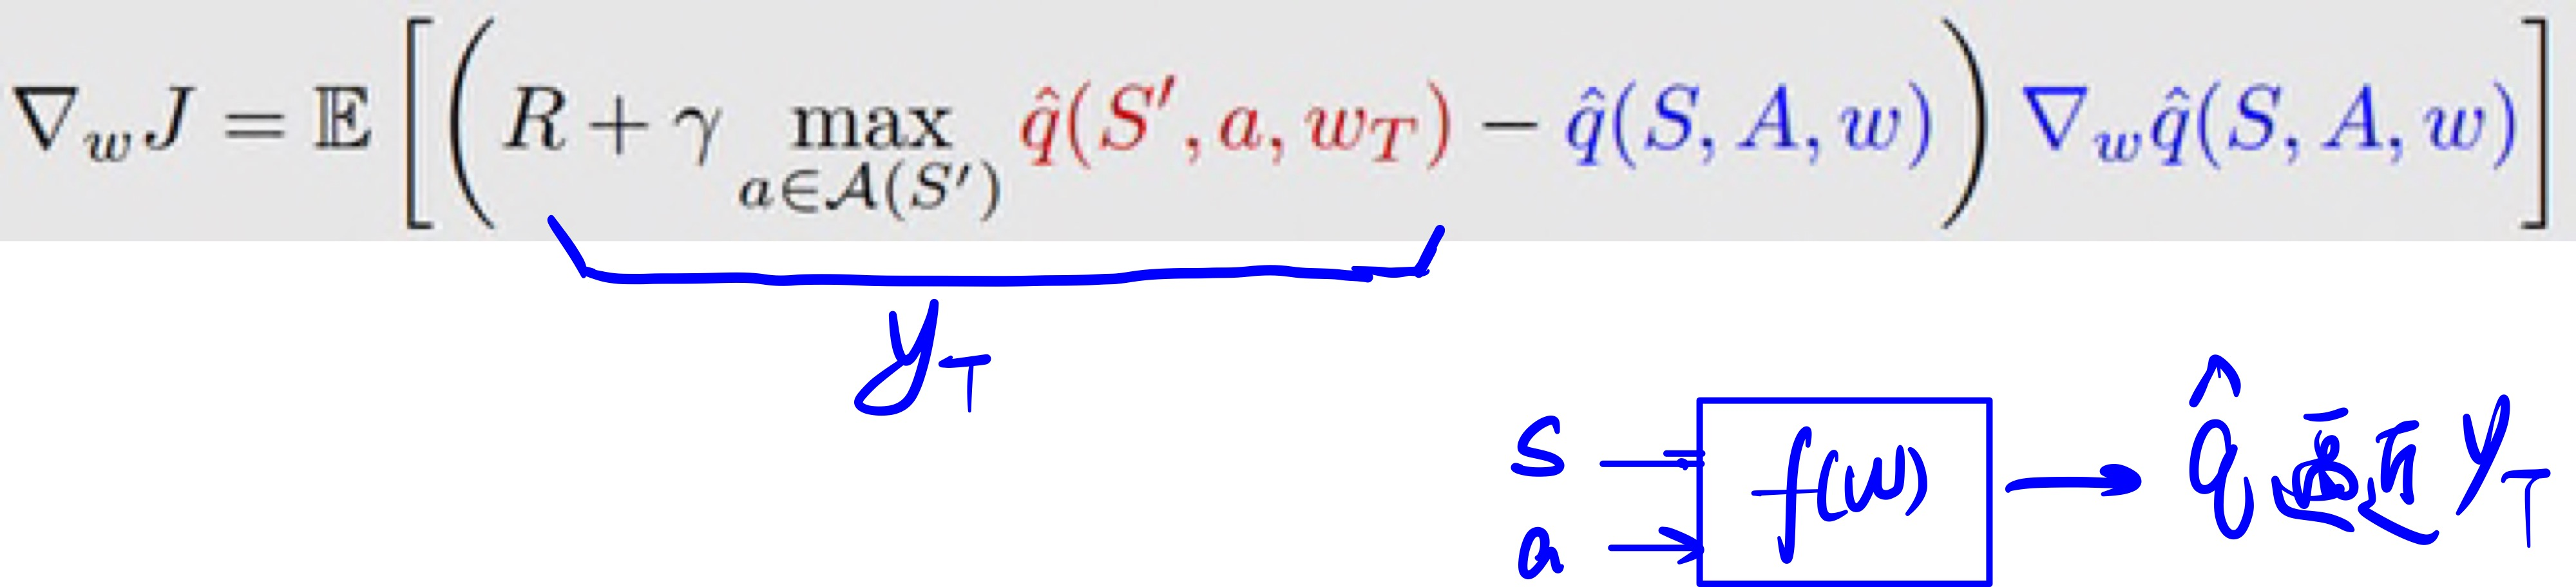 ∇_w J = 𝔼 [ ( R + γ max_{a∈𝒜(S′)} q̂(S′, a, w_T) − q̂(S, A, w) ) ∇_w q̂(S, A, w) ]
y_T
s
a
f(w)
q̂ 逼近 y_T